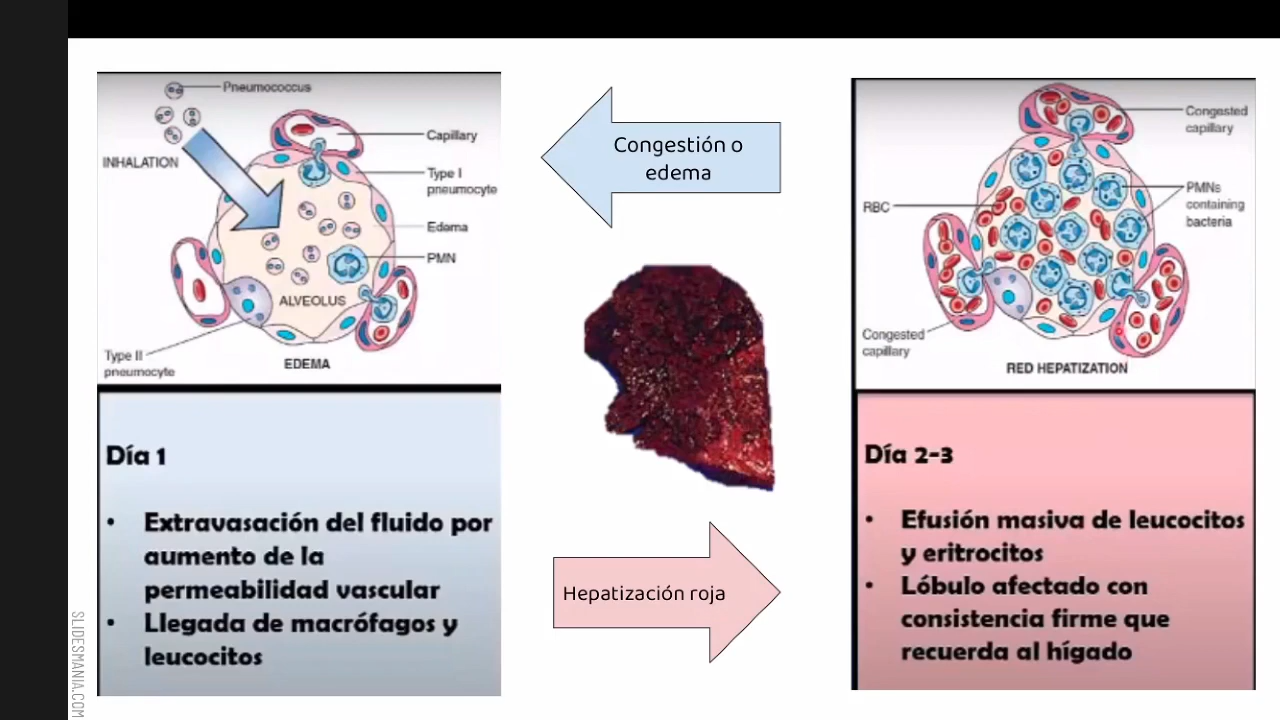 Pneumococcus
INHALATION
Capillary
Type I
pneumocyte
Edema
PMN
ALVEOLUS
Type II
pneumocyte
EDEMA
Día 1
• Extravasación del fluido por
aumento de la
permeabilidad vascular
• Llegada de macrófagos y
leucocitos
Congestión o
edema
Hepatización roja
Congested
capillary
RBC
PMNs
containing
bacteria
Congested
capillary
RED HEPATIZATION
Día 2-3
• Efusión masiva de leucocitos
y eritrocitos
• Lóbulo afectado con
consistencia firme que
recuerda al hígado
SLIDESMANIA.COM